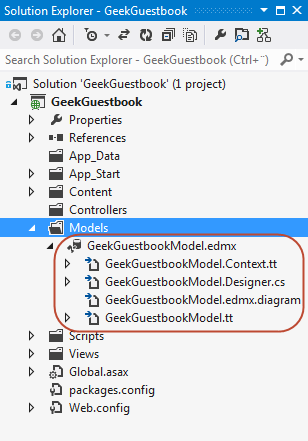 Solution Explorer - GeekGuestbook
Search Solution Explorer - GeekGuestbook (Ctrl+¨)
Solution 'GeekGuestbook' (1 project)
GeekGuestbook
Properties
References
App_Data
App_Start
Content
Controllers
Models
GeekGuestbookModel.edmx
GeekGuestbookModel.Context.tt
GeekGuestbookModel.Designer.cs
GeekGuestbookModel.edmx.diagram
GeekGuestbookModel.tt
Scripts
Views
Global.asax
packages.config
Web.config